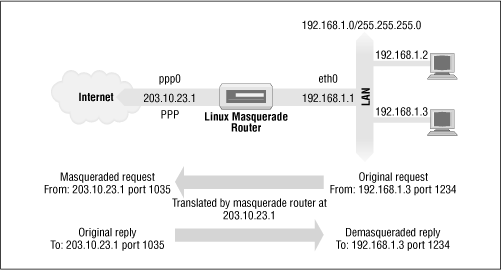 192.168.1.0/255.255.255.0
192.168.1.2
ppp0
eth0
Internet
203.10.23.1
192.168.1.1
LAN
192.168.1.3
PPP
Linux Masquerade
Router
Masqueraded request
From: 203.10.23.1 port 1035
Original request
From: 192.168.1.3 port 1234
Translated by masquerade router at
203.10.23.1
Original reply
To: 203.10.23.1 port 1035
Demasqueraded reply
To: 192.168.1.3 port 1234